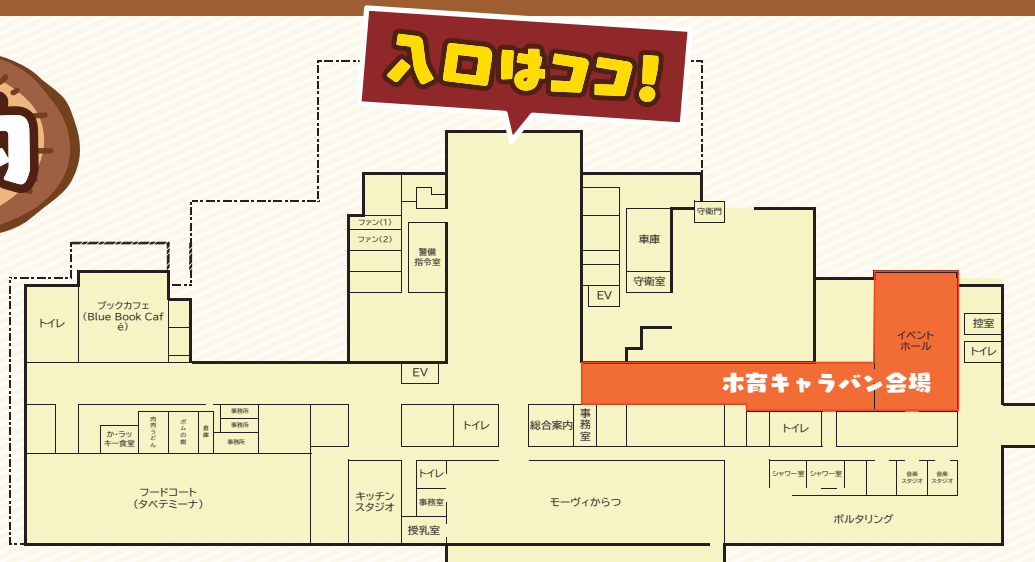 入口はココ!
守衛門
ファン(1)
ファン(2)
警備
指令室
車庫
守衛室
EV
トイレ
ブックカフェ
(Blue Book Caf
é)
イベント
ホール
控室
トイレ
EV
木育キャラバン会場
か・ラッ
キー食堂
肉肉うどん
ボムの樹
倉庫
事務所
事務所
事務所
トイレ
総合案内
事務室
トイレ
フードコート
(タベテミーナ)
キッチン
スタジオ
トイレ
事務室
授乳室
モーヴィからつ
シャワー室
シャワー室
音楽
スタジオ
音楽
スタジオ
ボルタリング